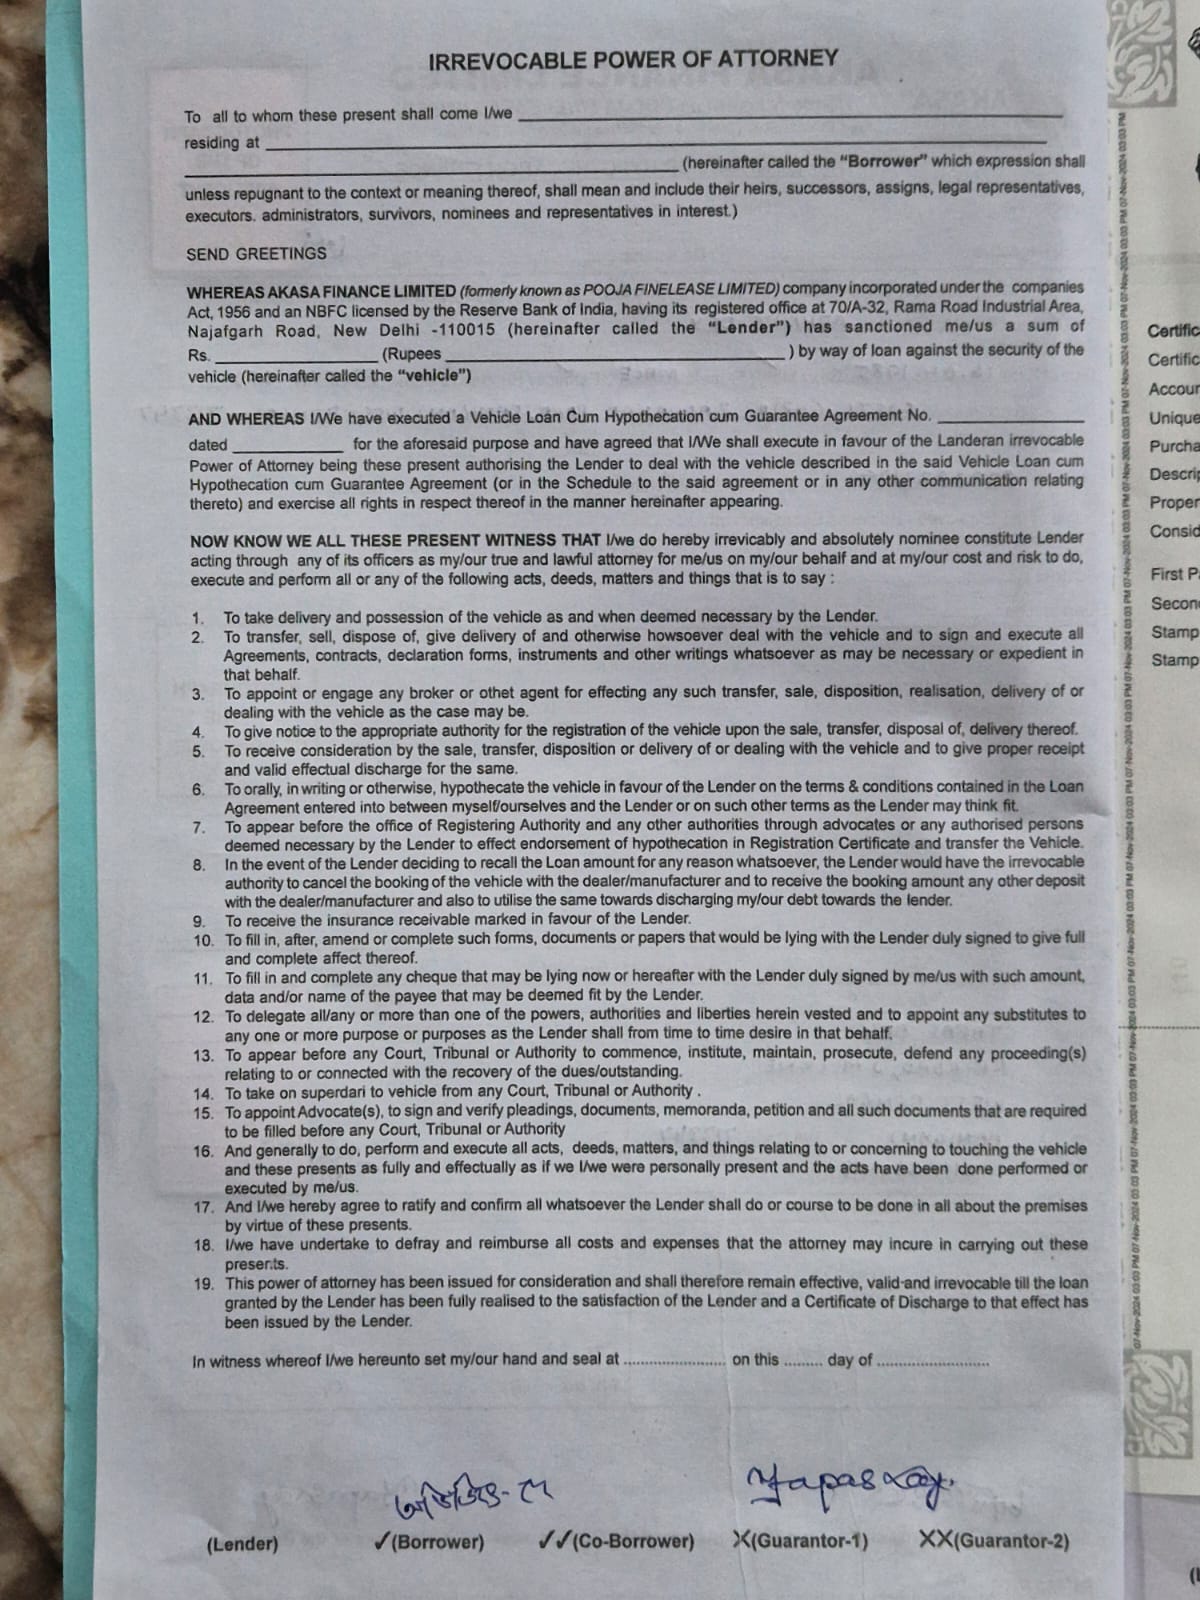 IRREVOCABLE POWER OF ATTORNEY
To all to whom these present shall come I/we
residing at
(hereinafter called the "Borrower" which expression shall
unless repugnant to the context or meaning thereof, shall mean and include their heirs, successors, assigns, legal representatives,
executors. administrators, survivors, nominees and representatives in interest.)
SEND GREETINGS
WHEREAS AKASA FINANCE LIMITED (formerly known as POOJA FINELEASE LIMITED) company incorporated under the companies
Act, 1956 and an NBFC licensed by the Reserve Bank of India, having its registered office at 70/A-32, Rama Road Industrial Area,
Najafgarh Road, New Delhi -110015 (hereinafter called the "Lender") has sanctioned me/us a sum of
Rs. (Rupees ) by way of loan against the security of the
vehicle (hereinafter called the "vehicle")
AND WHEREAS I/We have executed a Vehicle Loan Cum Hypothecation cum Guarantee Agreement No.
dated for the aforesaid purpose and have agreed that I/We shall execute in favour of the Landeran irrevocable
Power of Attorney being these present authorising the Lender to deal with the vehicle described in the said Vehicle Loan cum
Hypothecation cum Guarantee Agreement (or in the Schedule to the said agreement or in any other communication relating
thereto) and exercise all rights in respect thereof in the manner hereinafter appearing.
NOW KNOW WE ALL THESE PRESENT WITNESS THAT I/we do hereby irrevicably and absolutely nominee constitute Lender
acting through any of its officers as my/our true and lawful attorney for me/us on my/our behalf and at my/our cost and risk to do,
execute and perform all or any of the following acts, deeds, matters and things that is to say :
1. To take delivery and possession of the vehicle as and when deemed necessary by the Lender.
2. To transfer, sell, dispose of, give delivery of and otherwise howsoever deal with the vehicle and to sign and execute all
Agreements, contracts, declaration forms, instruments and other writings whatsoever as may be necessary or expedient in
that behalf.
3. To appoint or engage any broker or othet agent for effecting any such transfer, sale, disposition, realisation, delivery of or
dealing with the vehicle as the case may be.
4. To give notice to the appropriate authority for the registration of the vehicle upon the sale, transfer, disposal of, delivery thereof.
5. To receive consideration by the sale, transfer, disposition or delivery of or dealing with the vehicle and to give proper receipt
and valid effectual discharge for the same.
6. To orally, in writing or otherwise, hypothecate the vehicle in favour of the Lender on the terms & conditions contained in the Loan
Agreement entered into between myself/ourselves and the Lender or on such other terms as the Lender may think fit.
7. To appear before the office of Registering Authority and any other authorities through advocates or any authorised persons
deemed necessary by the Lender to effect endorsement of hypothecation in Registration Certificate and transfer the Vehicle.
8. In the event of the Lender deciding to recall the Loan amount for any reason whatsoever, the Lender would have the irrevocable
authority to cancel the booking of the vehicle with the dealer/manufacturer and to receive the booking amount any other deposit
with the dealer/manufacturer and also to utilise the same towards discharging my/our debt towards the lender.
9. To receive the insurance receivable marked in favour of the Lender.
10. To fill in, after, amend or complete such forms, documents or papers that would be lying with the Lender duly signed to give full
and complete affect thereof.
11. To fill in and complete any cheque that may be lying now or hereafter with the Lender duly signed by me/us with such amount,
data and/or name of the payee that may be deemed fit by the Lender.
12. To delegate all/any or more than one of the powers, authorities and liberties herein vested and to appoint any substitutes to
any one or more purpose or purposes as the Lender shall from time to time desire in that behalf.
13. To appear before any Court, Tribunal or Authority to commence, institute, maintain, prosecute, defend any proceeding(s)
relating to or connected with the recovery of the dues/outstanding.
14. To take on superdari to vehicle from any Court, Tribunal or Authority .
15. To appoint Advocate(s), to sign and verify pleadings, documents, memoranda, petition and all such documents that are required
to be filled before any Court, Tribunal or Authority
16. And generally to do, perform and execute all acts, deeds, matters, and things relating to or concerning to touching the vehicle
and these presents as fully and effectually as if we I/we were personally present and the acts have been done performed or
executed by me/us.
17. And I/we hereby agree to ratify and confirm all whatsoever the Lender shall do or course to be done in all about the premises
by virtue of these presents.
18. I/we have undertake to defray and reimburse all costs and expenses that the attorney may incure in carrying out these
presents.
19. This power of attorney has been issued for consideration and shall therefore remain effective, valid-and irrevocable till the loan
granted by the Lender has been fully realised to the satisfaction of the Lender and a Certificate of Discharge to that effect has
been issued by the Lender.
In witness whereof I/we hereunto set my/our hand and seal at ........................ on this ......... day of ..........................
অভিজিৎ দে Tapas Roy
(Lender) ✓(Borrower) ✓✓(Co-Borrower) X(Guarantor-1) XX(Guarantor-2)
07-Nov-2024 03:03 PM
Certific
Certific
Accour
Unique
Purcha
Descrip
Proper
Consid
First Pa
Second
Stamp
Stamp